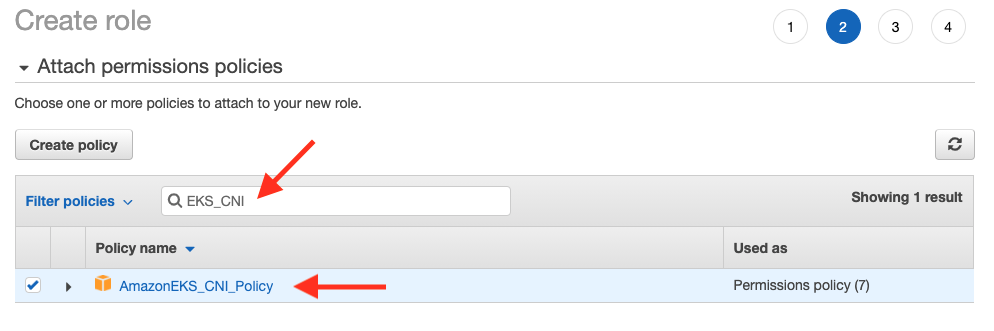 Create role
1 2 3 4
Attach permissions policies
Choose one or more policies to attach to your new role.
Create policy
Filter policies
EKS_CNI
Showing 1 result
Policy name
Used as
AmazonEKS_CNI_Policy
Permissions policy (7)